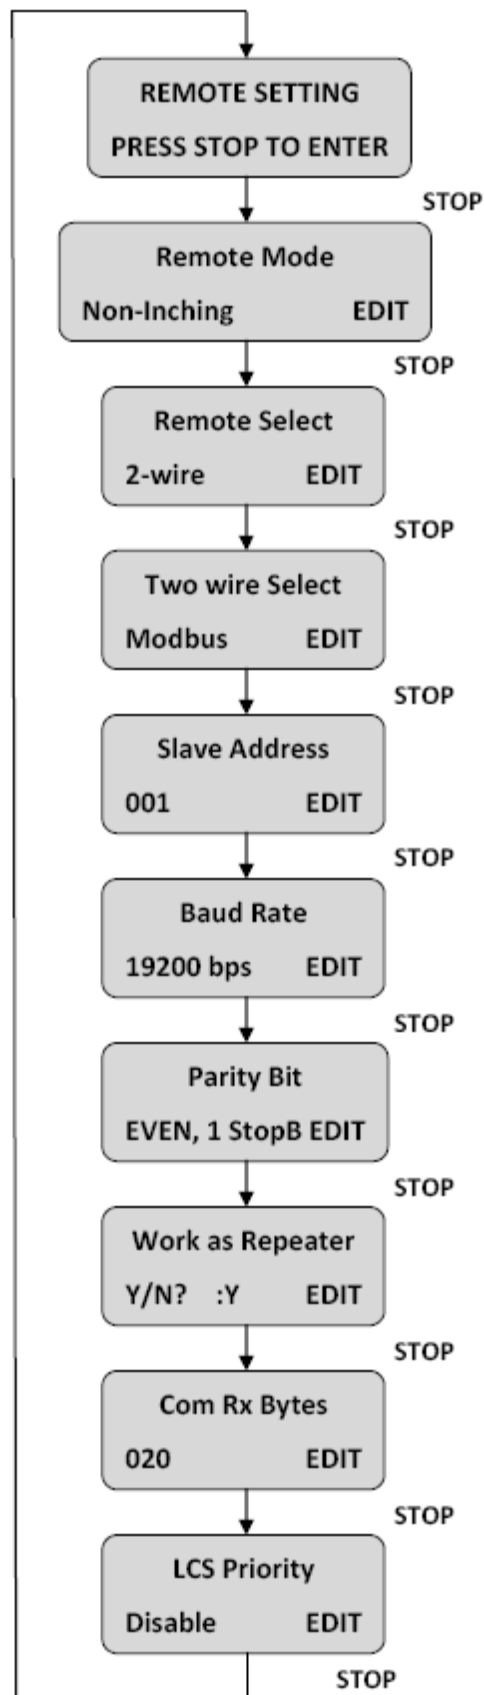 REMOTE SETTING
PRESS STOP TO ENTER
STOP
Remote Mode
Non-Inching EDIT
STOP
Remote Select
2-wire EDIT
STOP
Two wire Select
Modbus EDIT
STOP
Slave Address
001 EDIT
STOP
Baud Rate
19200 bps EDIT
STOP
Parity Bit
EVEN, 1 StopB EDIT
STOP
Work as Repeater
Y/N? :Y EDIT
STOP
Com Rx Bytes
020 EDIT
STOP
LCS Priority
Disable EDIT
STOP